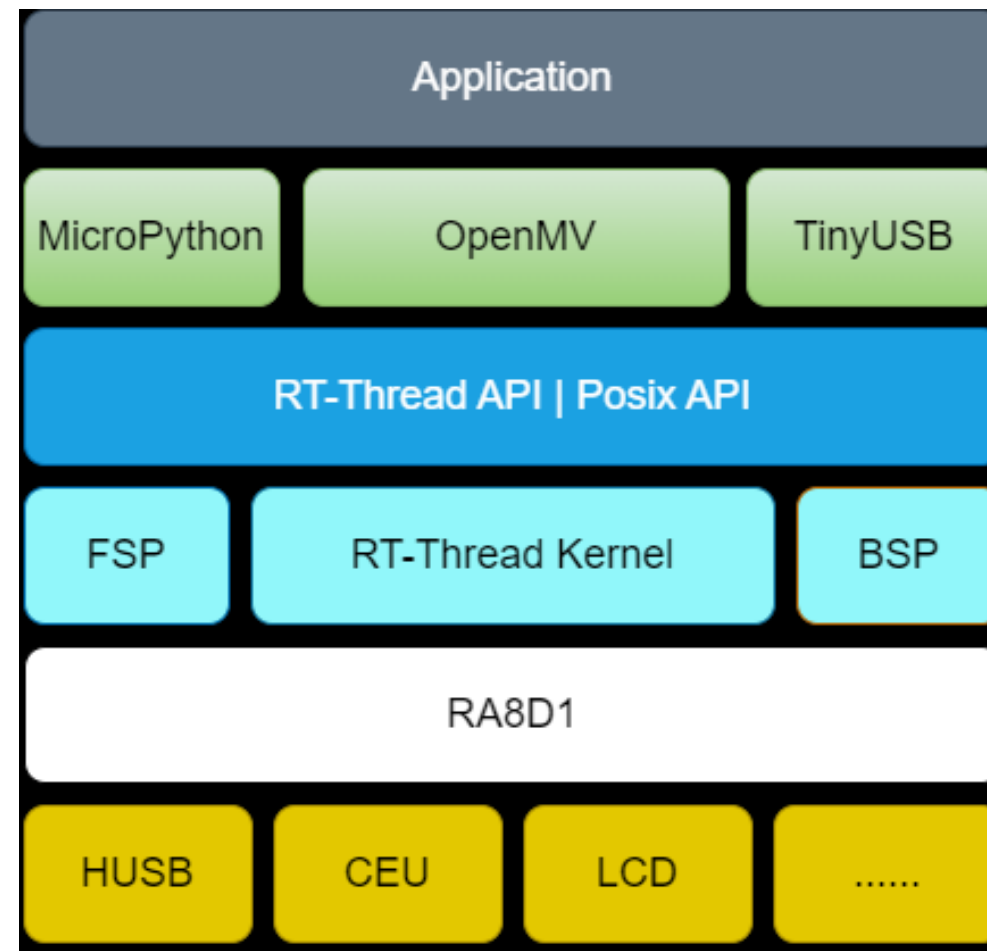 Application
MicroPython
OpenMV
TinyUSB
RT-Thread API | Posix API
FSP
RT-Thread Kernel
BSP
RA8D1
HUSB
CEU
LCD
......